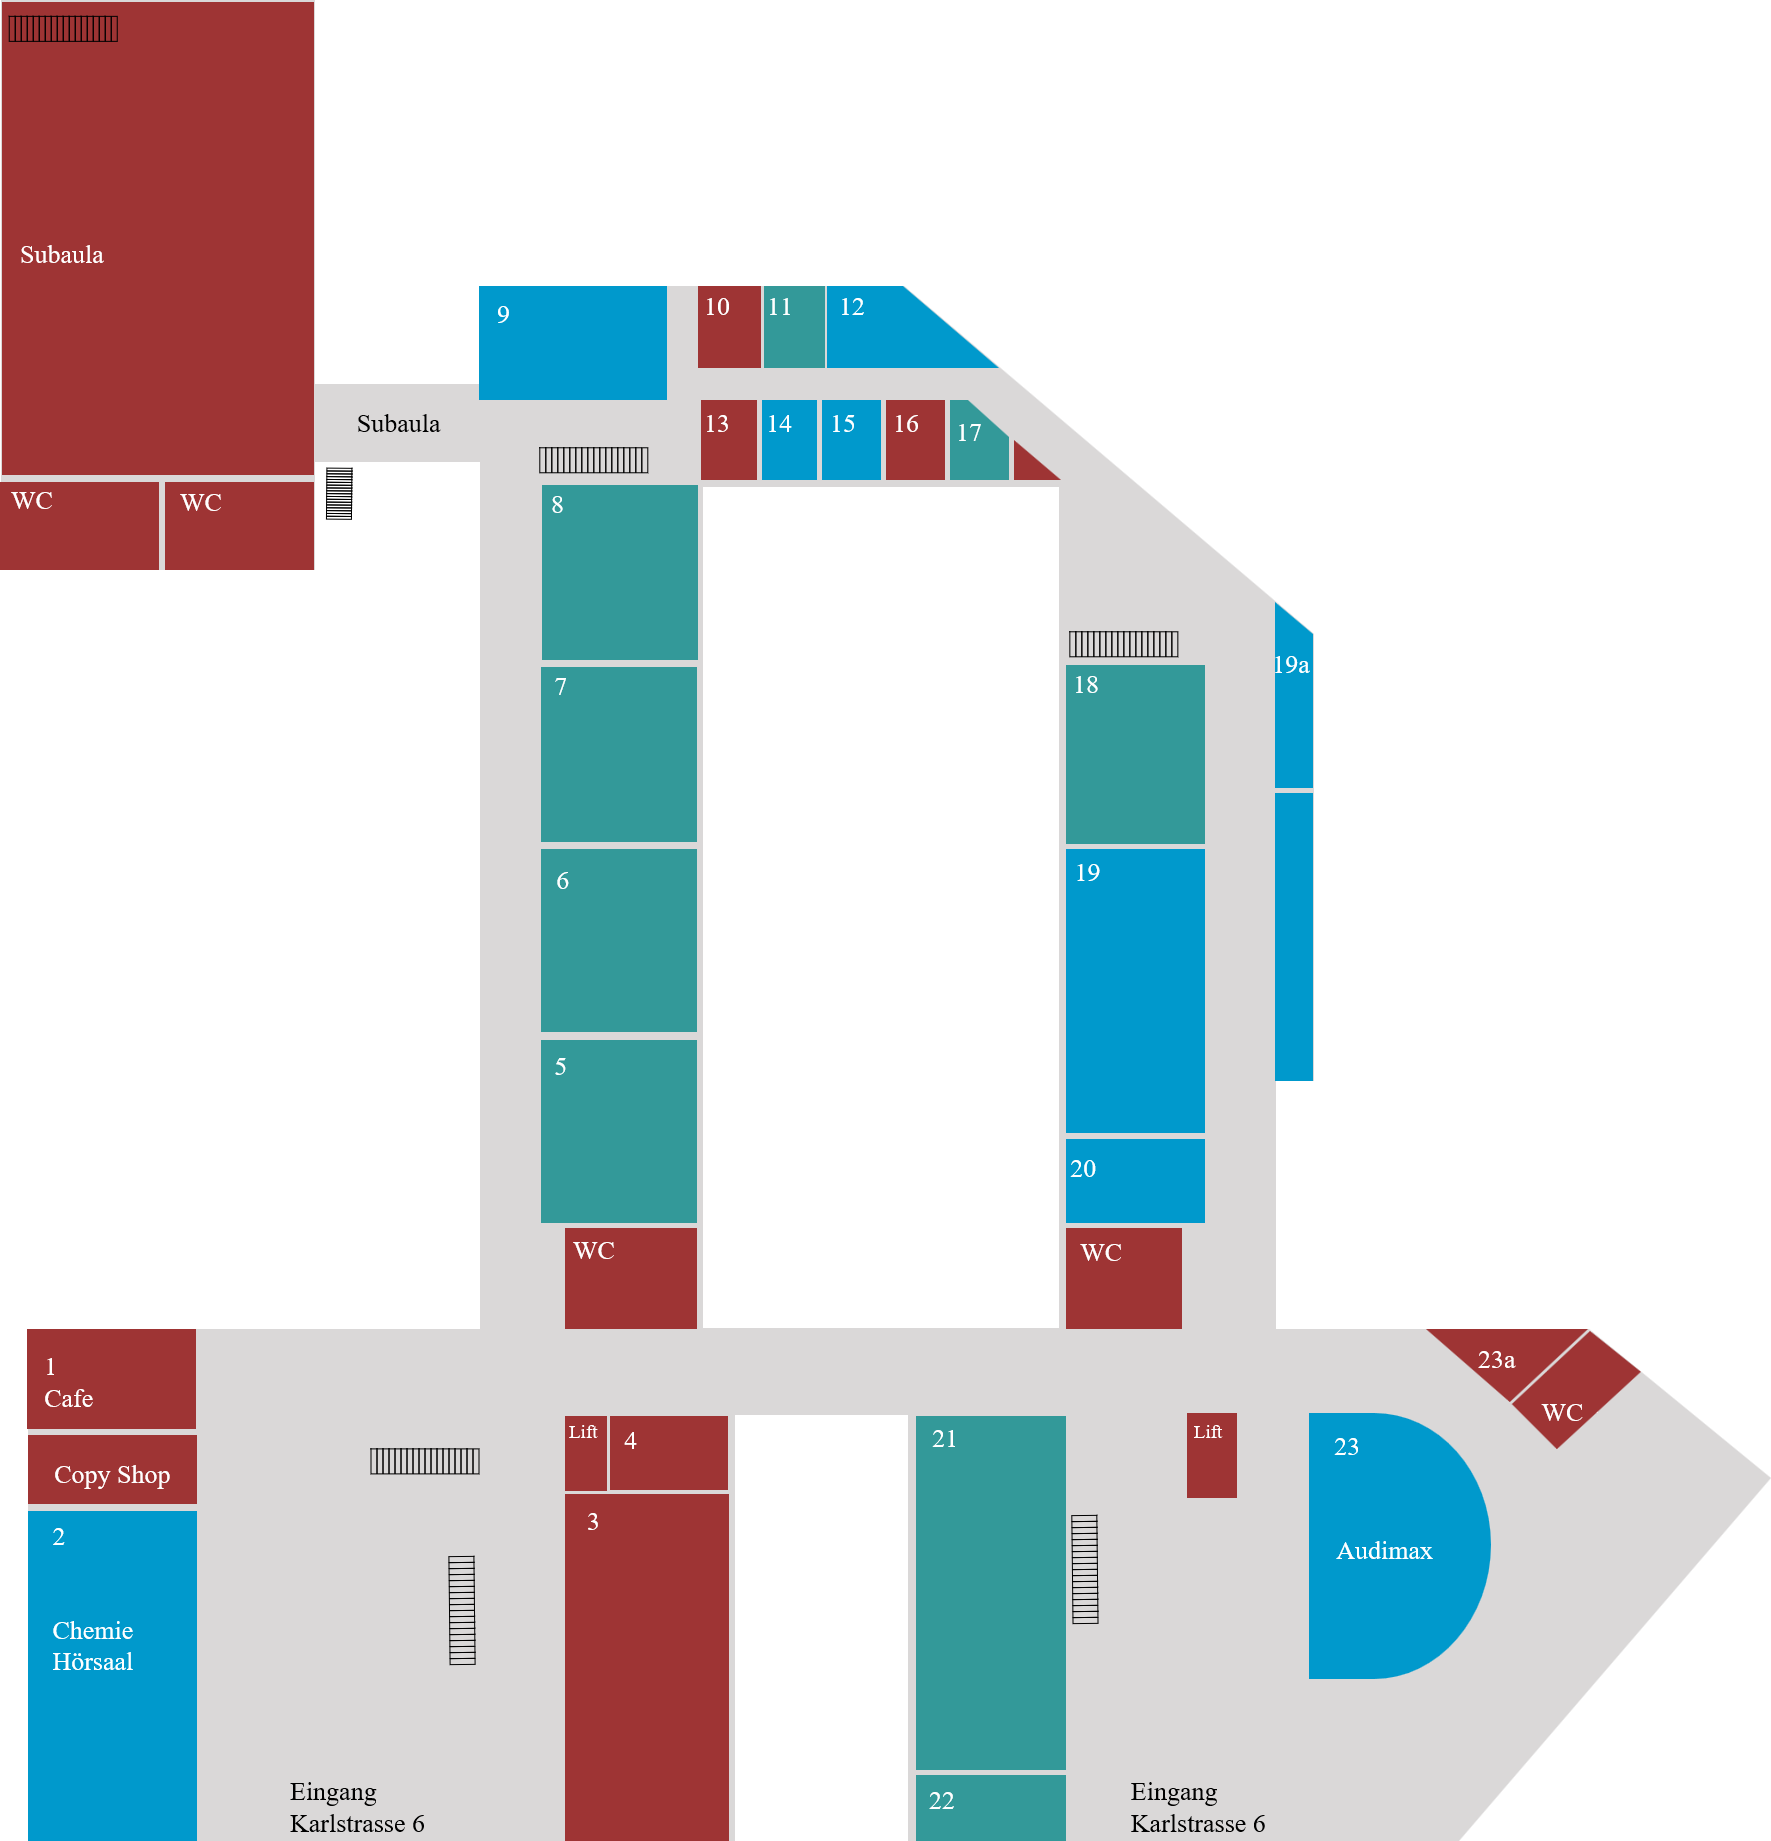 Subaula
9
10
11
12
Subaula
13
14
15
16
17
WC
WC
8
19a
7
18
6
19
5
20
WC
WC
1
Cafe
23a
WC
Lift
4
21
Lift
23
Copy Shop
3
2
Audimax
Chemie
Hörsaal
Eingang
Karlstrasse 6
22
Eingang
Karlstrasse 6